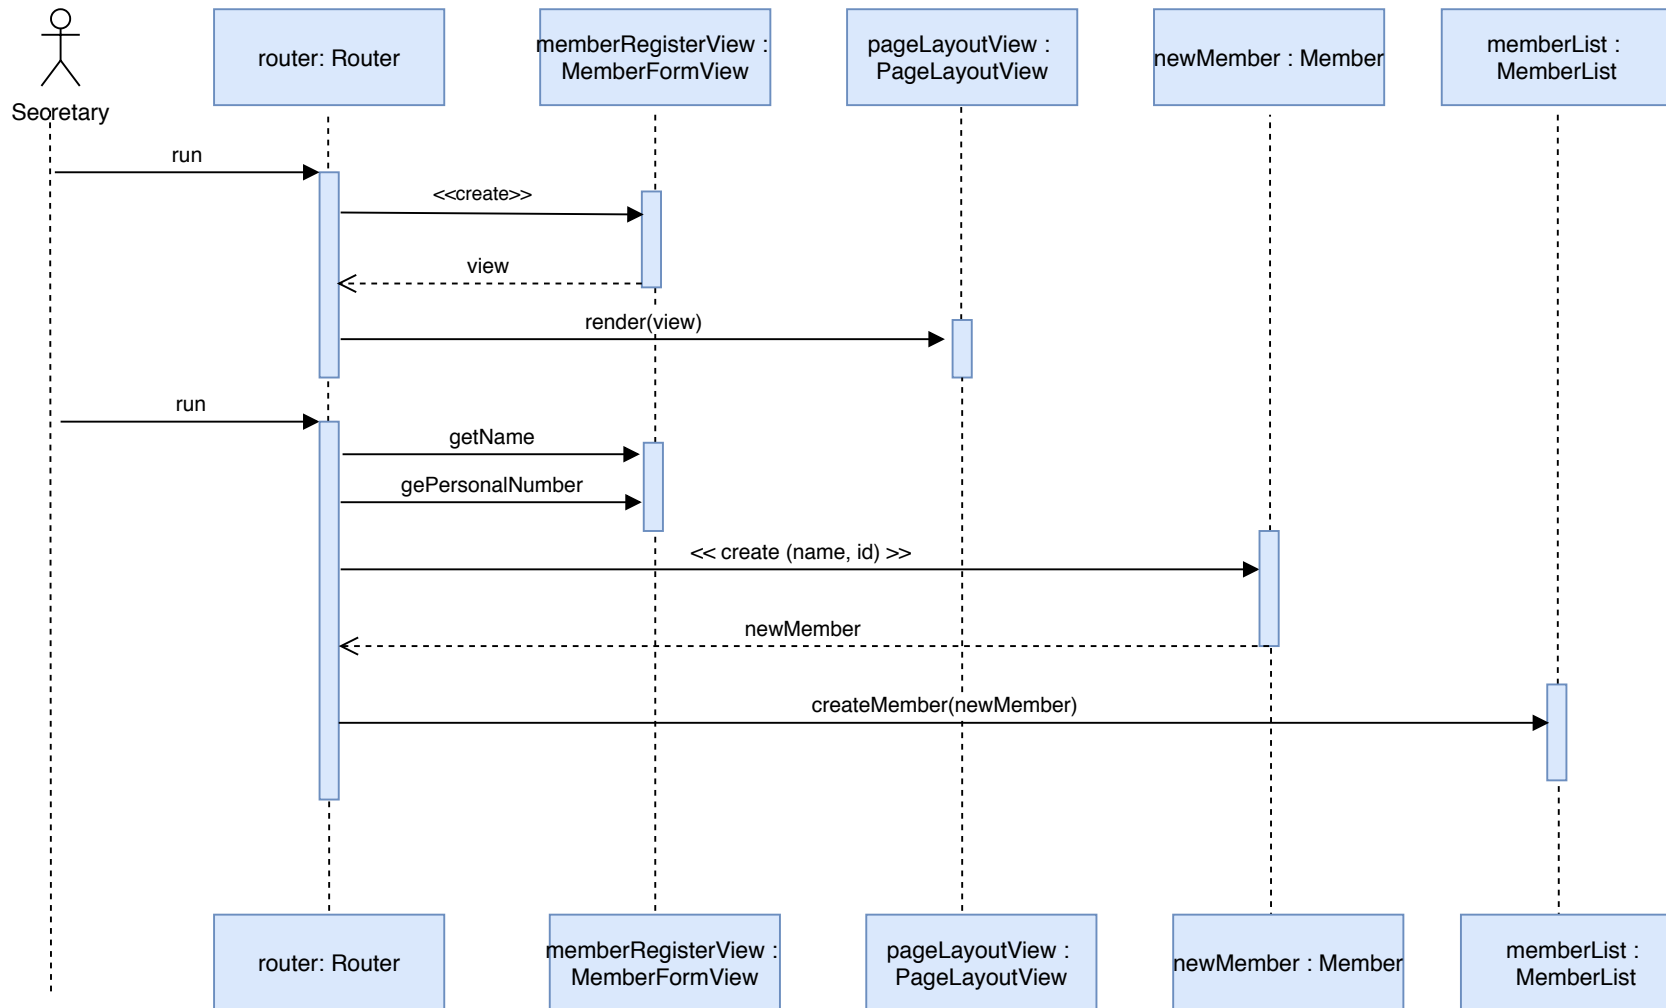 Secretary
router: Router
memberRegisterView :
MemberFormView
pageLayoutView :
PageLayoutView
newMember : Member
memberList :
MemberList
run
<<create>>
view
render(view)
run
getName
gePersonalNumber
<< create (name, id) >>
newMember
createMember(newMember)
router: Router
memberRegisterView :
MemberFormView
pageLayoutView :
PageLayoutView
newMember : Member
memberList :
MemberList